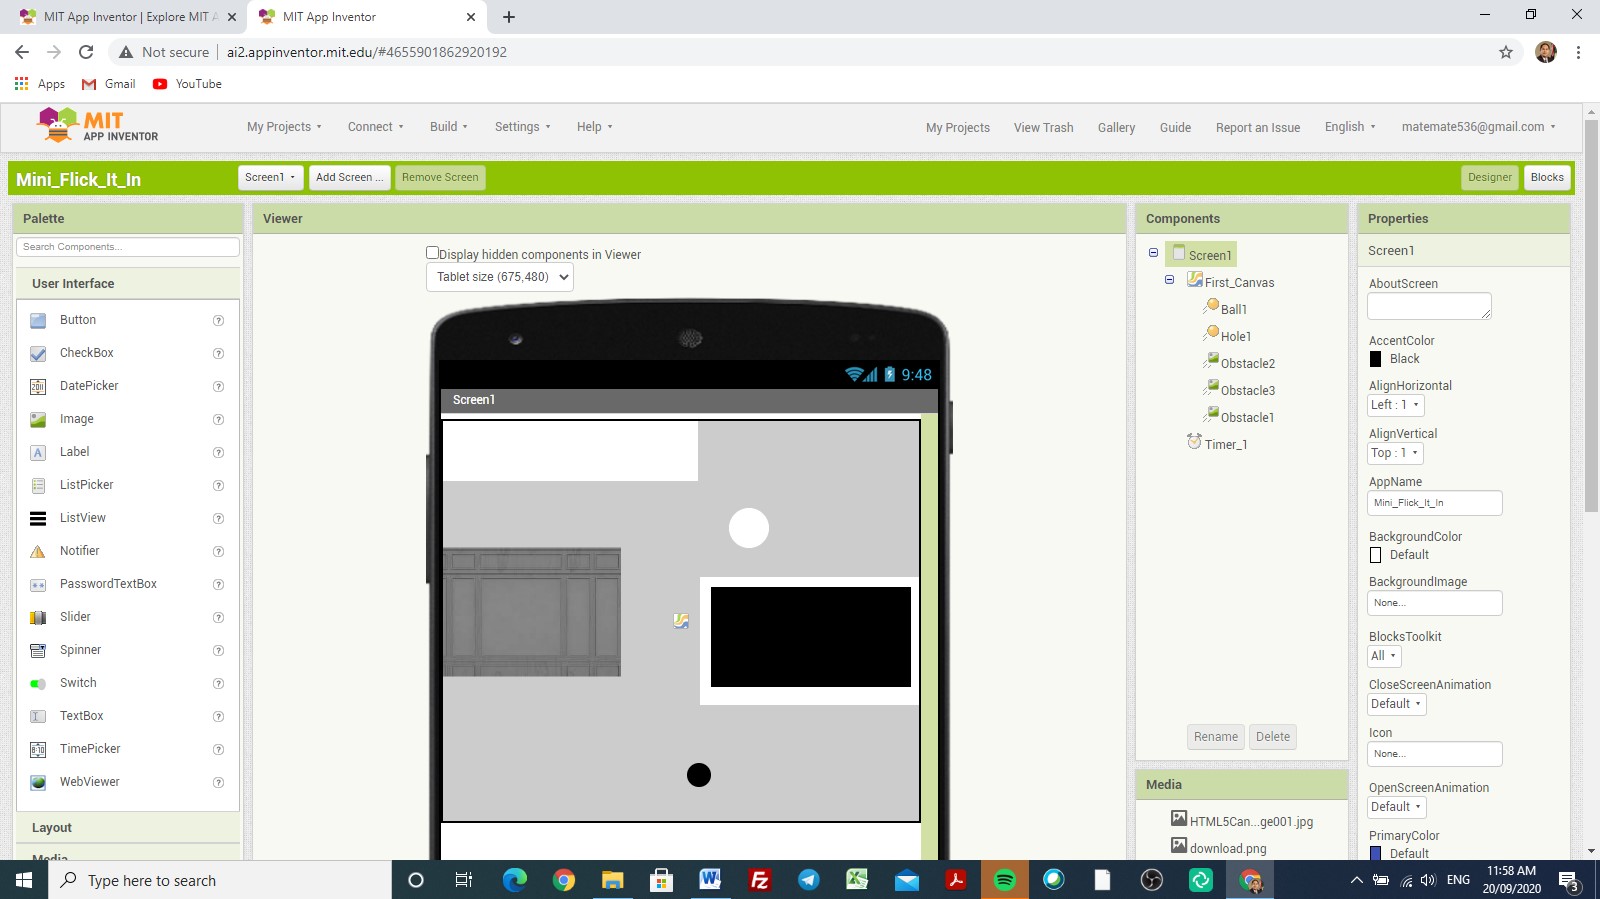 MIT App Inventor | Explore MIT A
MIT App Inventor
Not secure
ai2.appinventor.mit.edu/#4655901862920192
Apps
Gmail
YouTube
MIT
APP INVENTOR
My Projects
Connect
Build
Settings
Help
My Projects
View Trash
Gallery
Guide
Report an Issue
English
matemate536@gmail.com
Mini_Flick_It_In
Screen1
Add Screen ...
Remove Screen
Designer
Blocks
Palette
Search Components...
User Interface
Button
CheckBox
DatePicker
Image
Label
ListPicker
ListView
Notifier
PasswordTextBox
Slider
Spinner
Switch
TextBox
TimePicker
WebViewer
Layout
Media
Viewer
Display hidden components in Viewer
Tablet size (675,480)
9:48
Screen1
Components
Screen1
First_Canvas
Ball1
Hole1
Obstacle2
Obstacle3
Obstacle1
Timer_1
Rename
Delete
Media
HTML5Can...ge001.jpg
download.png
Properties
Screen1
AboutScreen
AccentColor
Black
AlignHorizontal
Left : 1
AlignVertical
Top : 1
AppName
Mini_Flick_It_In
BackgroundColor
Default
BackgroundImage
None...
BlocksToolkit
All
CloseScreenAnimation
Default
Icon
None...
OpenScreenAnimation
Default
PrimaryColor
Default
Type here to search
ENG
11:58 AM
20/09/2020
3